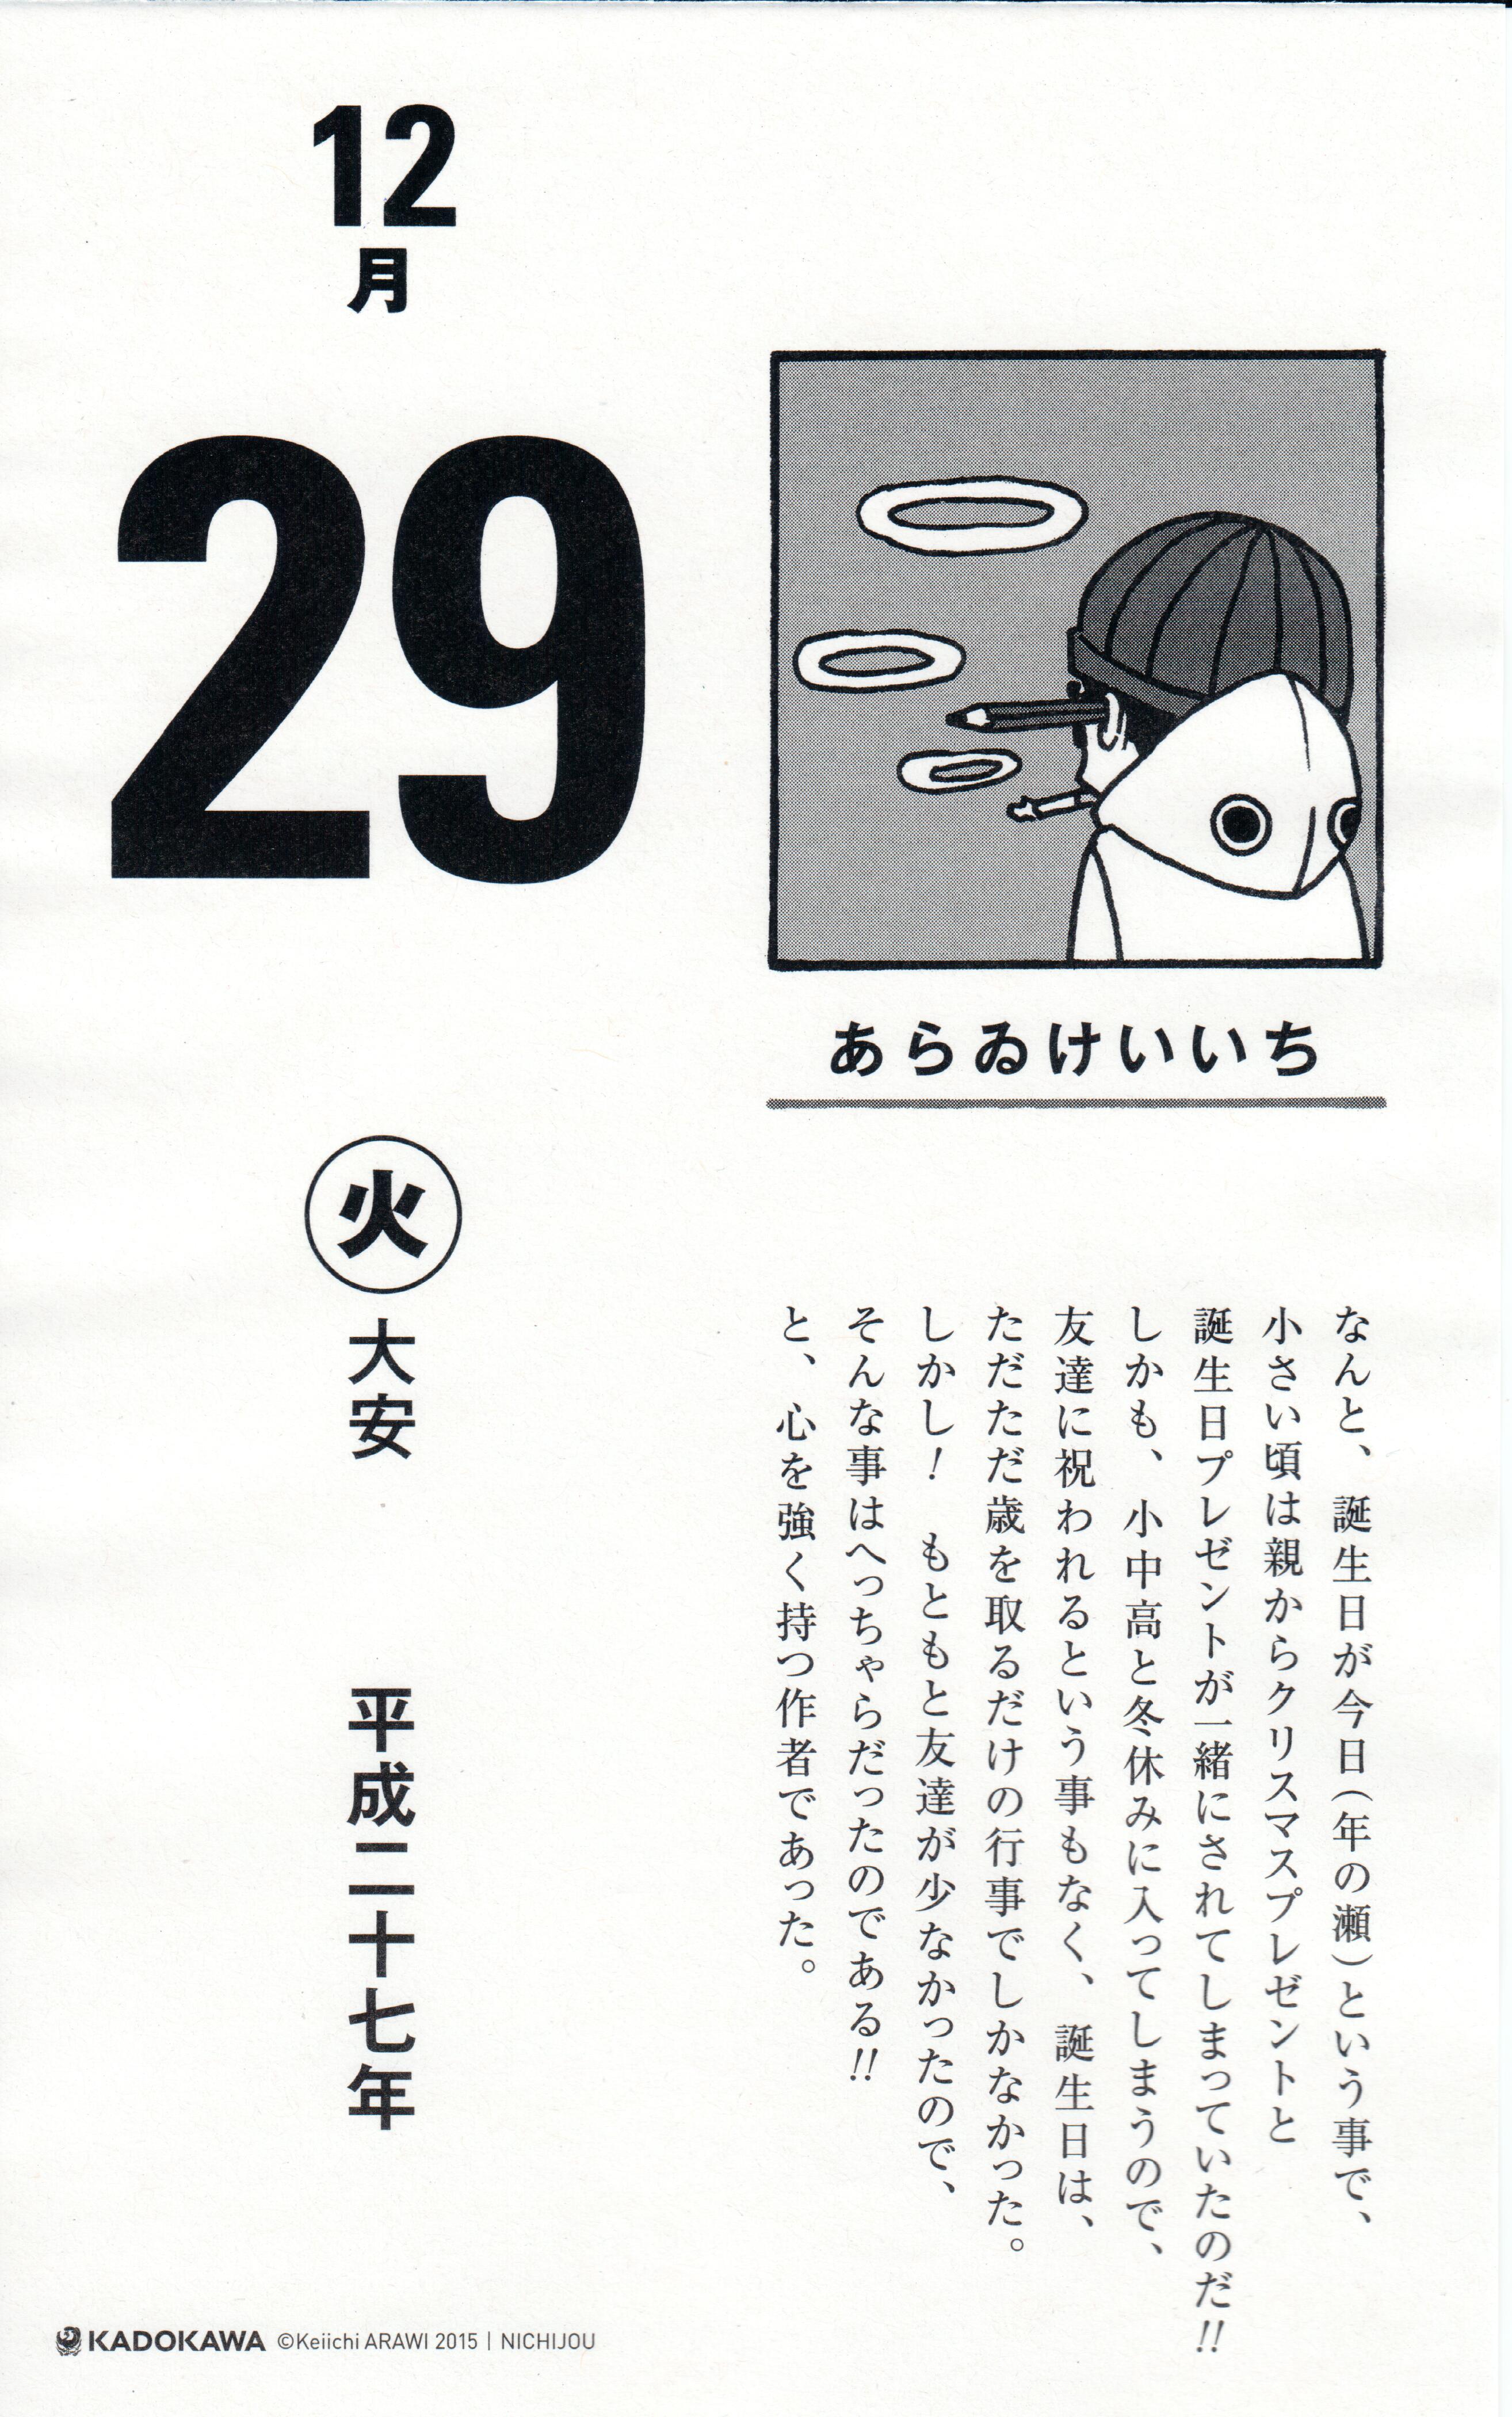 12
月
29
火
大安
平成二十七年
あらゐけいいち
なんと、誕生日が今日(年の瀬)という事で、
小さい頃は親からクリスマスプレゼントと
誕生日プレゼントが一緒にされてしまっていたのだ!!
しかも、小中高と冬休みに入ってしまうので、
友達に祝われるという事もなく、誕生日は、
ただただ歳を取るだけの行事でしかなかった。
しかし! もともと友達が少なかったので、
そんな事はへっちゃらだったのである!!
と、心を強く持つ作者であった。
KADOKAWA ©Keiichi ARAWI 2015 | NICHIJOU